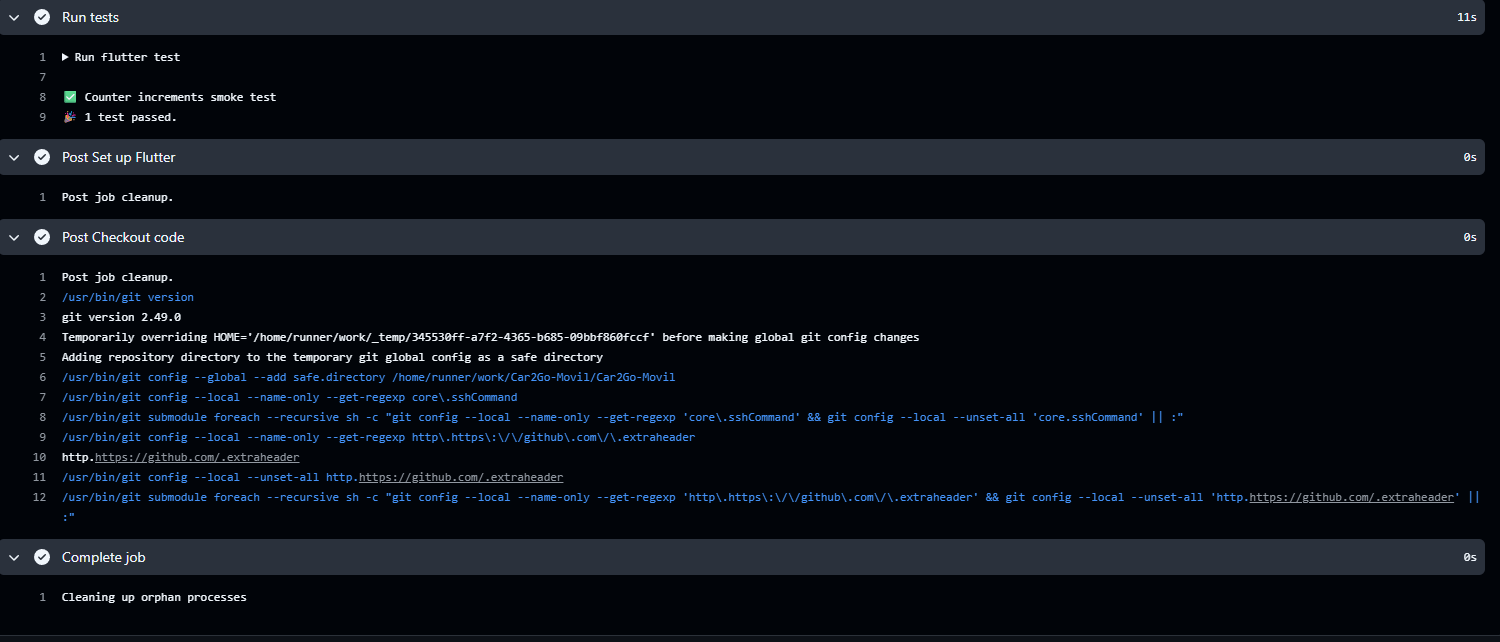 Run tests 11s
1 Run flutter test
7
8 ✅ Counter increments smoke test
9 🎉 1 test passed.
Post Set up Flutter 0s
1 Post job cleanup.
Post Checkout code 0s
1 Post job cleanup.
2 /usr/bin/git version
3 git version 2.49.0
4 Temporarily overriding HOME='/home/runner/work/_temp/345530ff-a7f2-4365-b685-09bbf860fccf' before making global git config changes
5 Adding repository directory to the temporary git global config as a safe directory
6 /usr/bin/git config --global --add safe.directory /home/runner/work/Car2Go-Movil/Car2Go-Movil
7 /usr/bin/git config --local --name-only --get-regexp core\.sshCommand
8 /usr/bin/git submodule foreach --recursive sh -c "git config --local --name-only --get-regexp 'core\.sshCommand' && git config --local --unset-all 'core.sshCommand' || :"
9 /usr/bin/git config --local --name-only --get-regexp http\.https\:\/\/github\.com\/\.extraheader
10 http.https://github.com/.extraheader
11 /usr/bin/git config --local --unset-all http.https://github.com/.extraheader
12 /usr/bin/git submodule foreach --recursive sh -c "git config --local --name-only --get-regexp 'http\.https\:\/\/github\.com\/\.extraheader' && git config --local --unset-all 'http.https://github.com/.extraheader' ||
:"
Complete job 0s
1 Cleaning up orphan processes